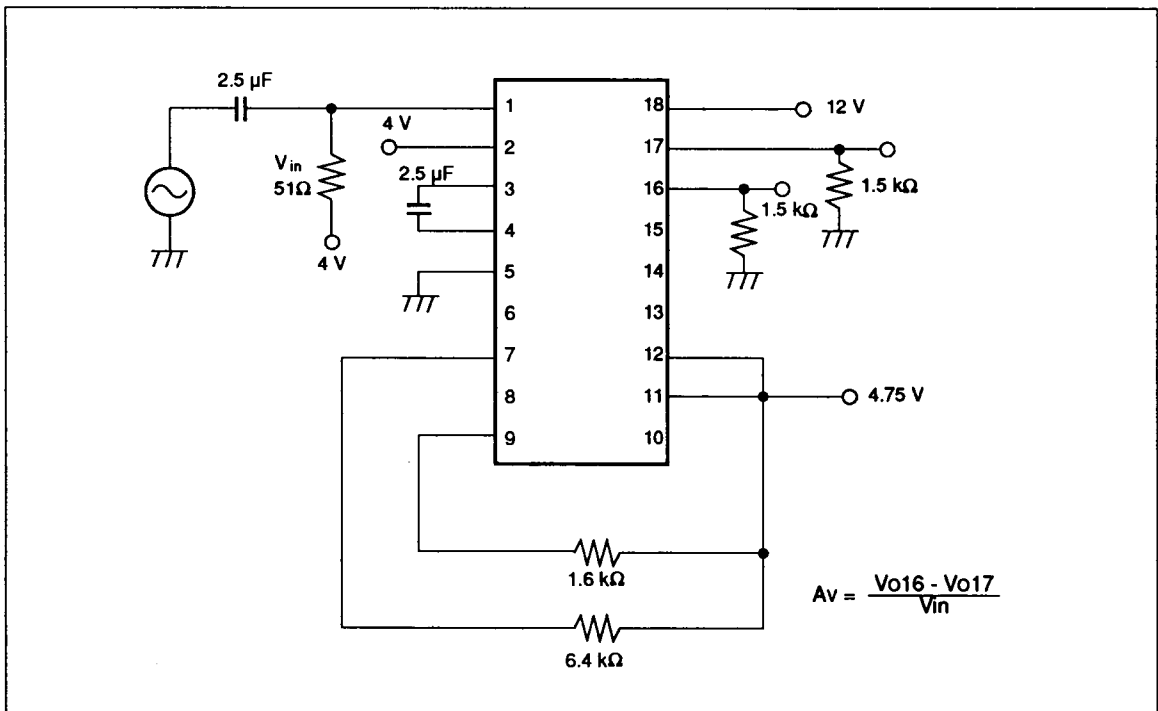 2.5 µF
1
18
12 V
4 V
17
2
Vin
51Ω
2.5 µF
3
16
1.5 kΩ
1.5 kΩ
4
15
4 V
5
14
6
13
7
12
8
11
4.75 V
9
10
1.6 kΩ
Av = Vo16 - Vo17
Vin
6.4 kΩ